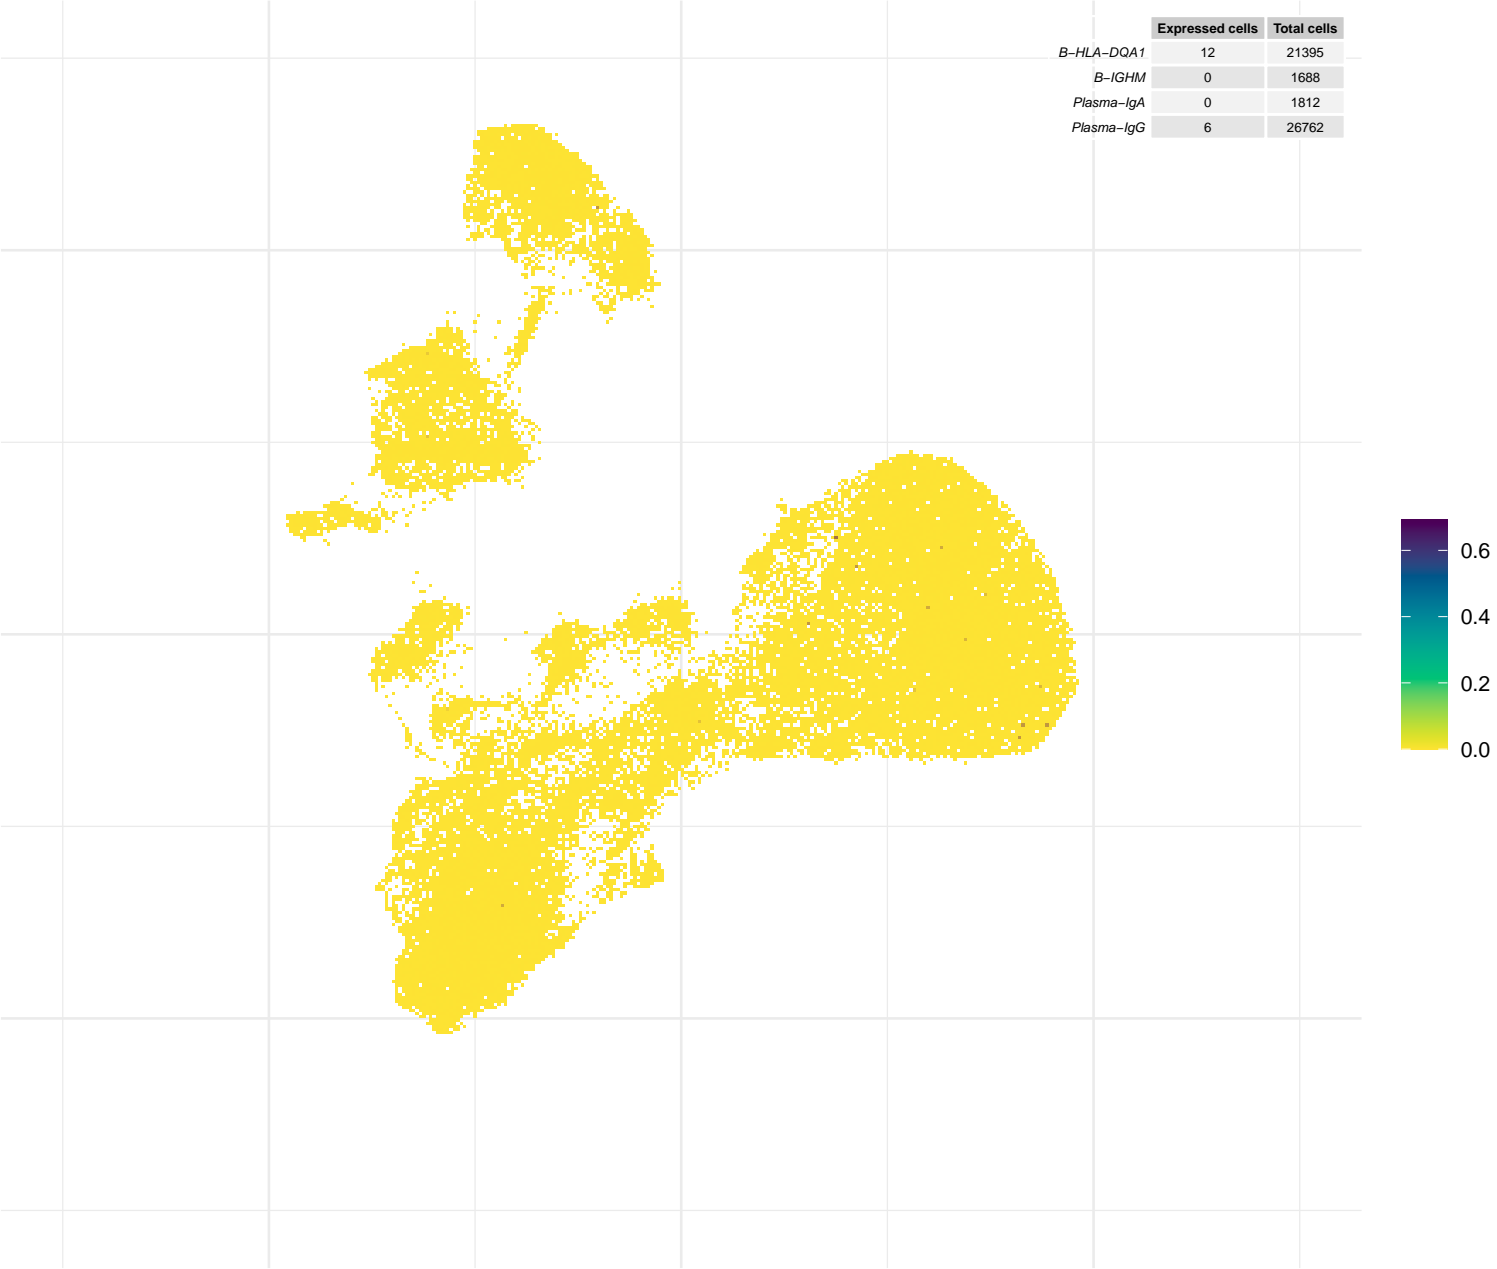 Expressed cells Total cells
B−HLA−DQA1 12 21395
B−IGHM 0 1688
Plasma−IgA 0 1812
Plasma−IgG 6 26762
0.6
0.4
0.2
0.0